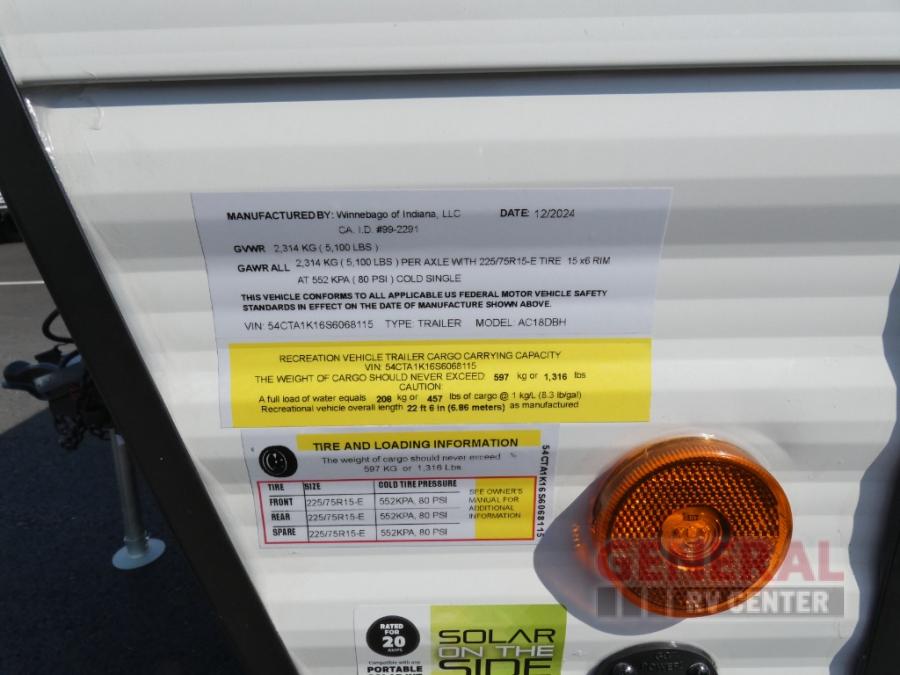 MANUFACTURED BY: Winnebago of Indiana, LLC DATE: 12/2024
CA. I.D. #99-2291
GVWR 2,314 KG ( 5,100 LBS )
GAWR ALL 2,314 KG ( 5,100 LBS ) PER AXLE WITH 225/75R15-E TIRE 15 x6 RIM
AT 552 KPA ( 80 PSI ) COLD SINGLE
THIS VEHICLE CONFORMS TO ALL APPLICABLE US FEDERAL MOTOR VEHICLE SAFETY
STANDARDS IN EFFECT ON THE DATE OF MANUFACTURE SHOWN ABOVE.
VIN: 54CTA1K16S6068115 TYPE: TRAILER MODEL: AC18DBH
RECREATION VEHICLE TRAILER CARGO CARRYING CAPACITY
VIN: 54CTA1K16S6068115
THE WEIGHT OF CARGO SHOULD NEVER EXCEED: 597 kg or 1,316 lbs
CAUTION:
A full load of water equals 208 kg or 457 lbs of cargo @ 1 kg/L (8.3 lb/gal)
Recreational vehicle overall length 22 ft 6 in (6.86 meters) as manufactured
TIRE AND LOADING INFORMATION
The weight of cargo should never exceed
597 KG or 1,316 Lbs
TIRE SIZE COLD TIRE PRESSURE
FRONT 225/75R15-E 552KPA, 80 PSI
REAR 225/75R15-E 552KPA, 80 PSI
SPARE 225/75R15-E 552KPA, 80 PSI
SEE OWNER'S
MANUAL FOR
ADDITIONAL
INFORMATION
54CTA1K16S6068115
GENERAL
RV CENTER
RATED
FOR
20
AMPS
Compatible with any
PORTABLE
SOLAR
ON THE
SIDE
POWER!